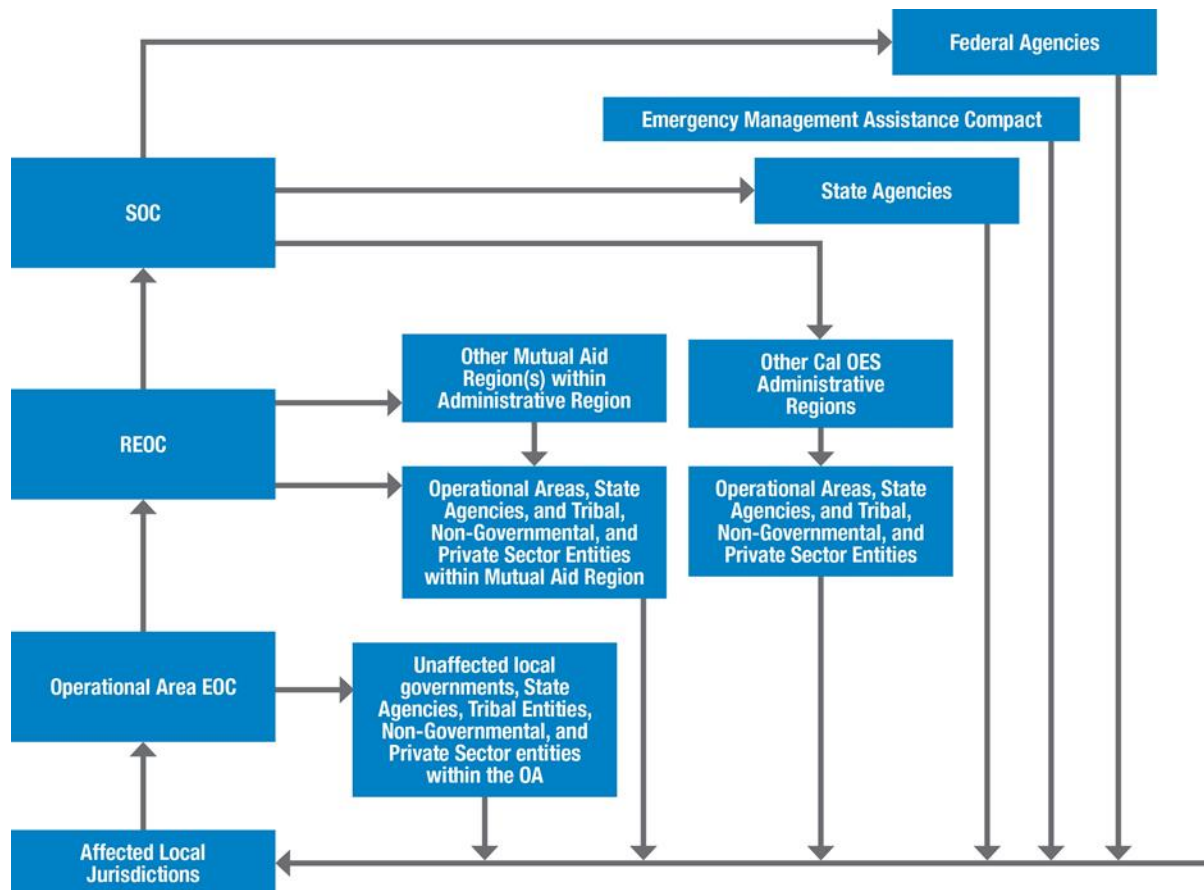 Federal Agencies
Emergency Management Assistance Compact
SOC
State Agencies
Other Mutual Aid
Region(s) within
Administrative Region
Other Cal OES
Administrative
Regions
REOC
Operational Areas, State
Agencies, and Tribal,
Non-Governmental, and
Private Sector Entities
within Mutual Aid Region
Operational Areas, State
Agencies, and Tribal,
Non-Governmental, and
Private Sector Entities
Operational Area EOC
Unaffected local
governments, State
Agencies, Tribal Entities,
Non-Governmental, and
Private Sector entities
within the OA
Affected Local
Jurisdictions